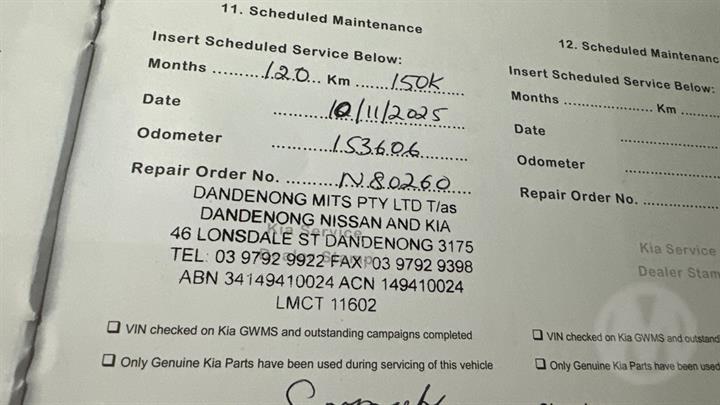 11. Scheduled Maintenance
Insert Scheduled Service Below:
Months 120 Km 150K
Date 10/11/2025
Odometer 153606
Repair Order No. N80260
DANDENONG MITS PTY LTD T/as
DANDENONG NISSAN AND KIA
Kia Service
46 LONSDALE ST DANDENONG 3175
Dealer Stamp
TEL: 03 9792 9922 FAX: 03 9792 9398
ABN 34149410024 ACN 149410024
LMCT 11602
VIN checked on Kia GWMS and outstanding campaigns completed
Only Genuine Kia Parts have been used during servicing of this vehicle
12. Scheduled Maintenanc
Insert Scheduled Service Below:
Months Km
Date
Odometer
Repair Order No.
Kia Service
Dealer Stam
VIN checked on Kia GWMS and outstand
Only Genuine Kia Parts have been used